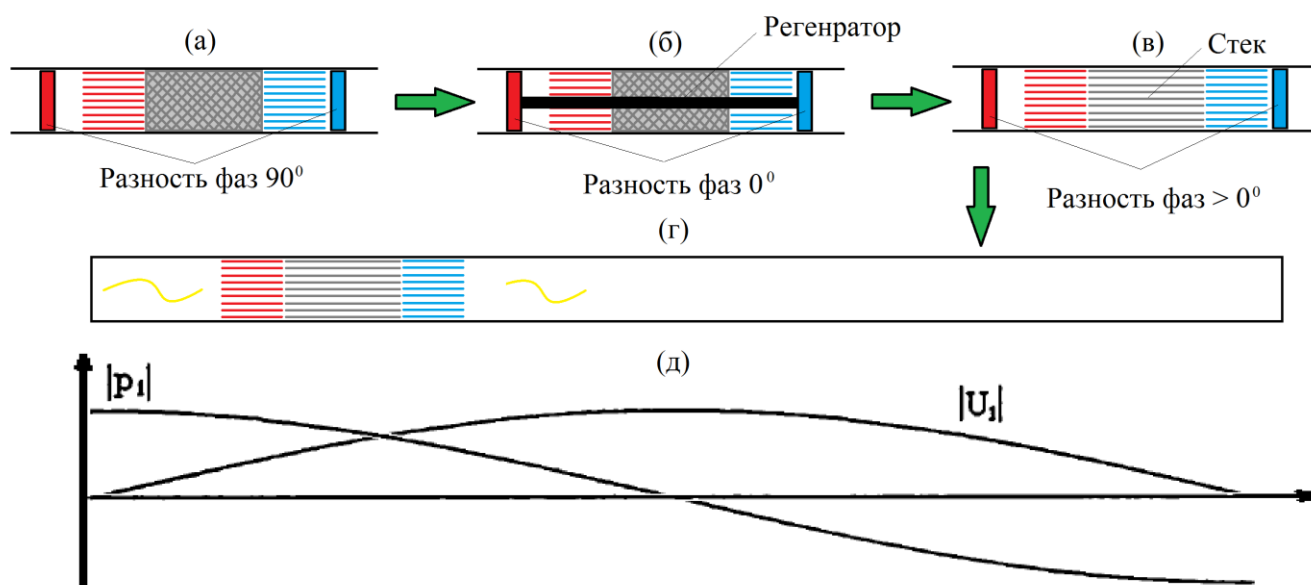 (а)
(б)
Регенратор
(в)
Стек
Разность фаз 90⁰
Разность фаз 0⁰
Разность фаз > 0⁰
(г)
(д)
|p₁|
|U₁|